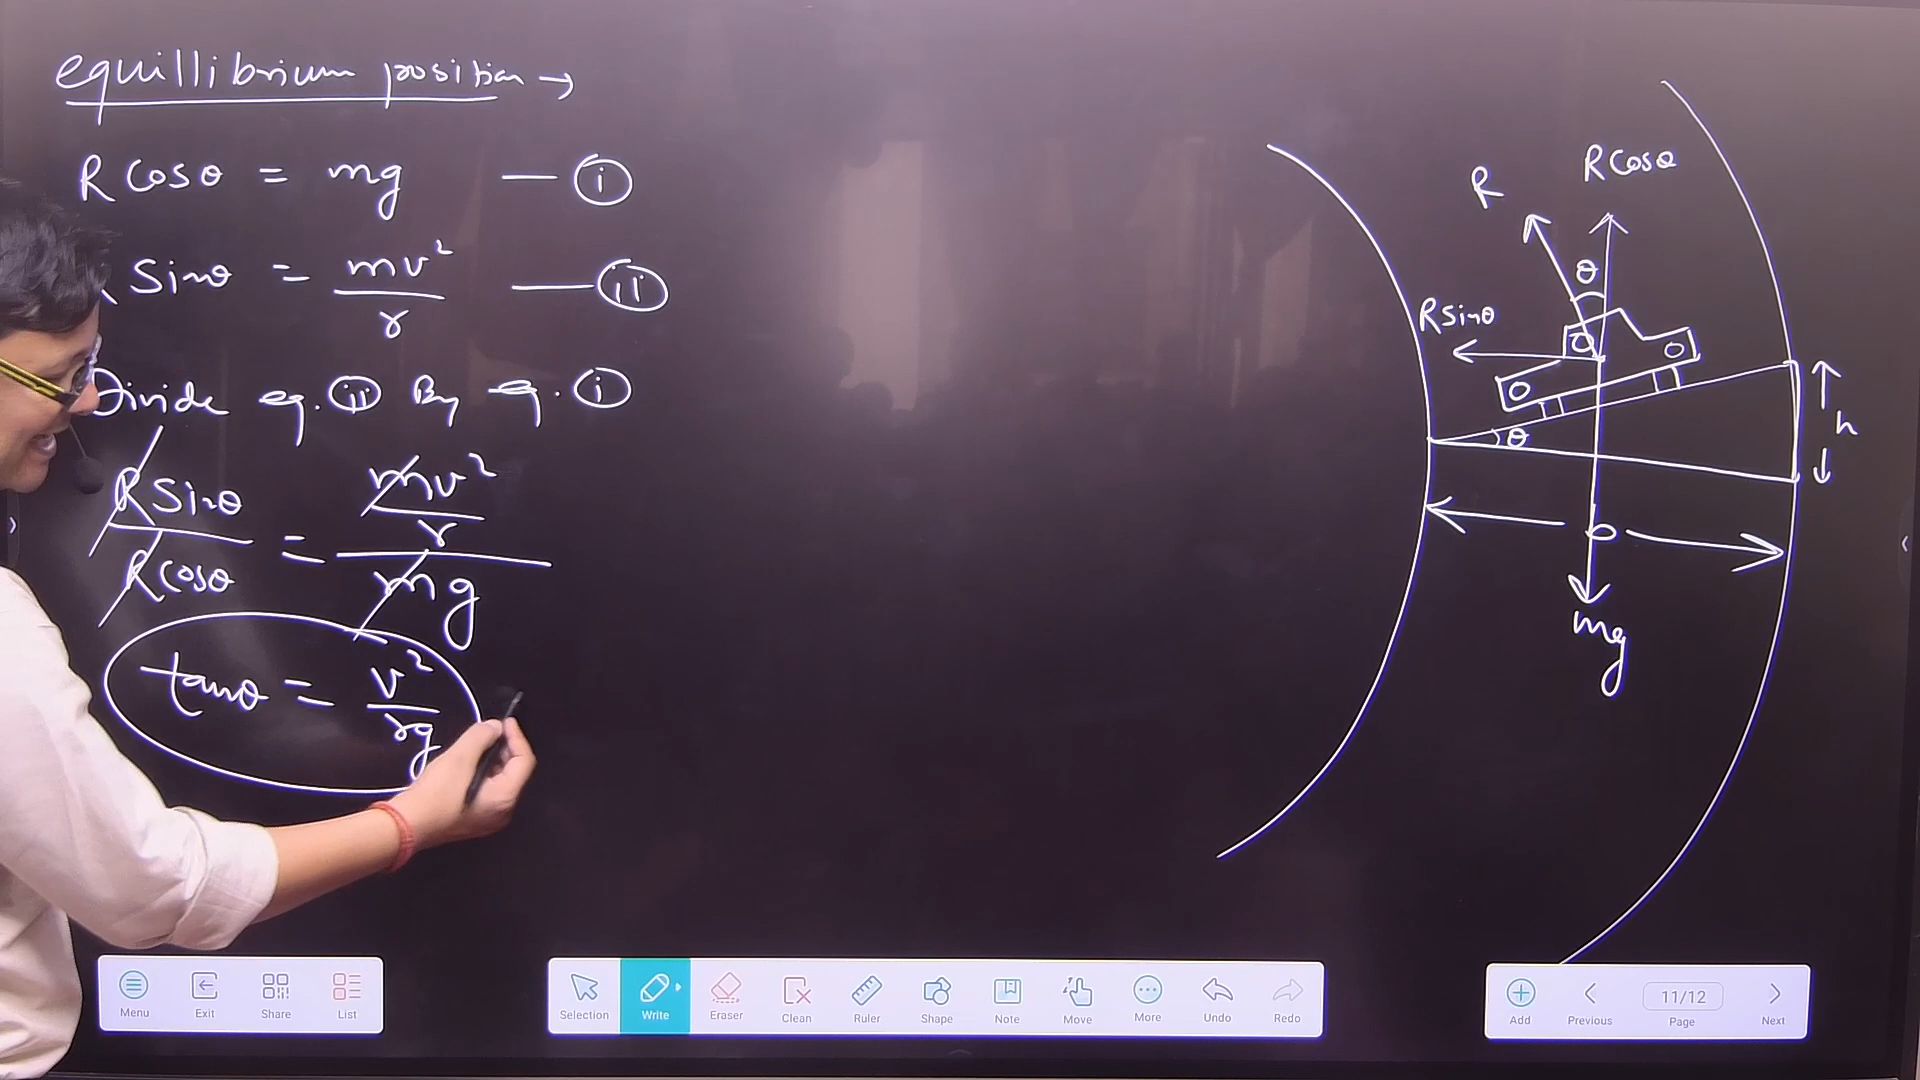 equillibrium position →
R Cosθ = mg — (i)
Sinθ = mv²/r — (ii)
Divide eq. (ii) By eq. (i)
RSinθ/RCosθ = (mv²/r)/(mg)
tanθ = v²/rg
RCosθ
R
θ
RSinθ
θ
h
b
mg
Menu Exit Share List
Selection Write Eraser Clean Ruler Shape Note Move More Undo Redo
Add Previous 11/12 Page Next